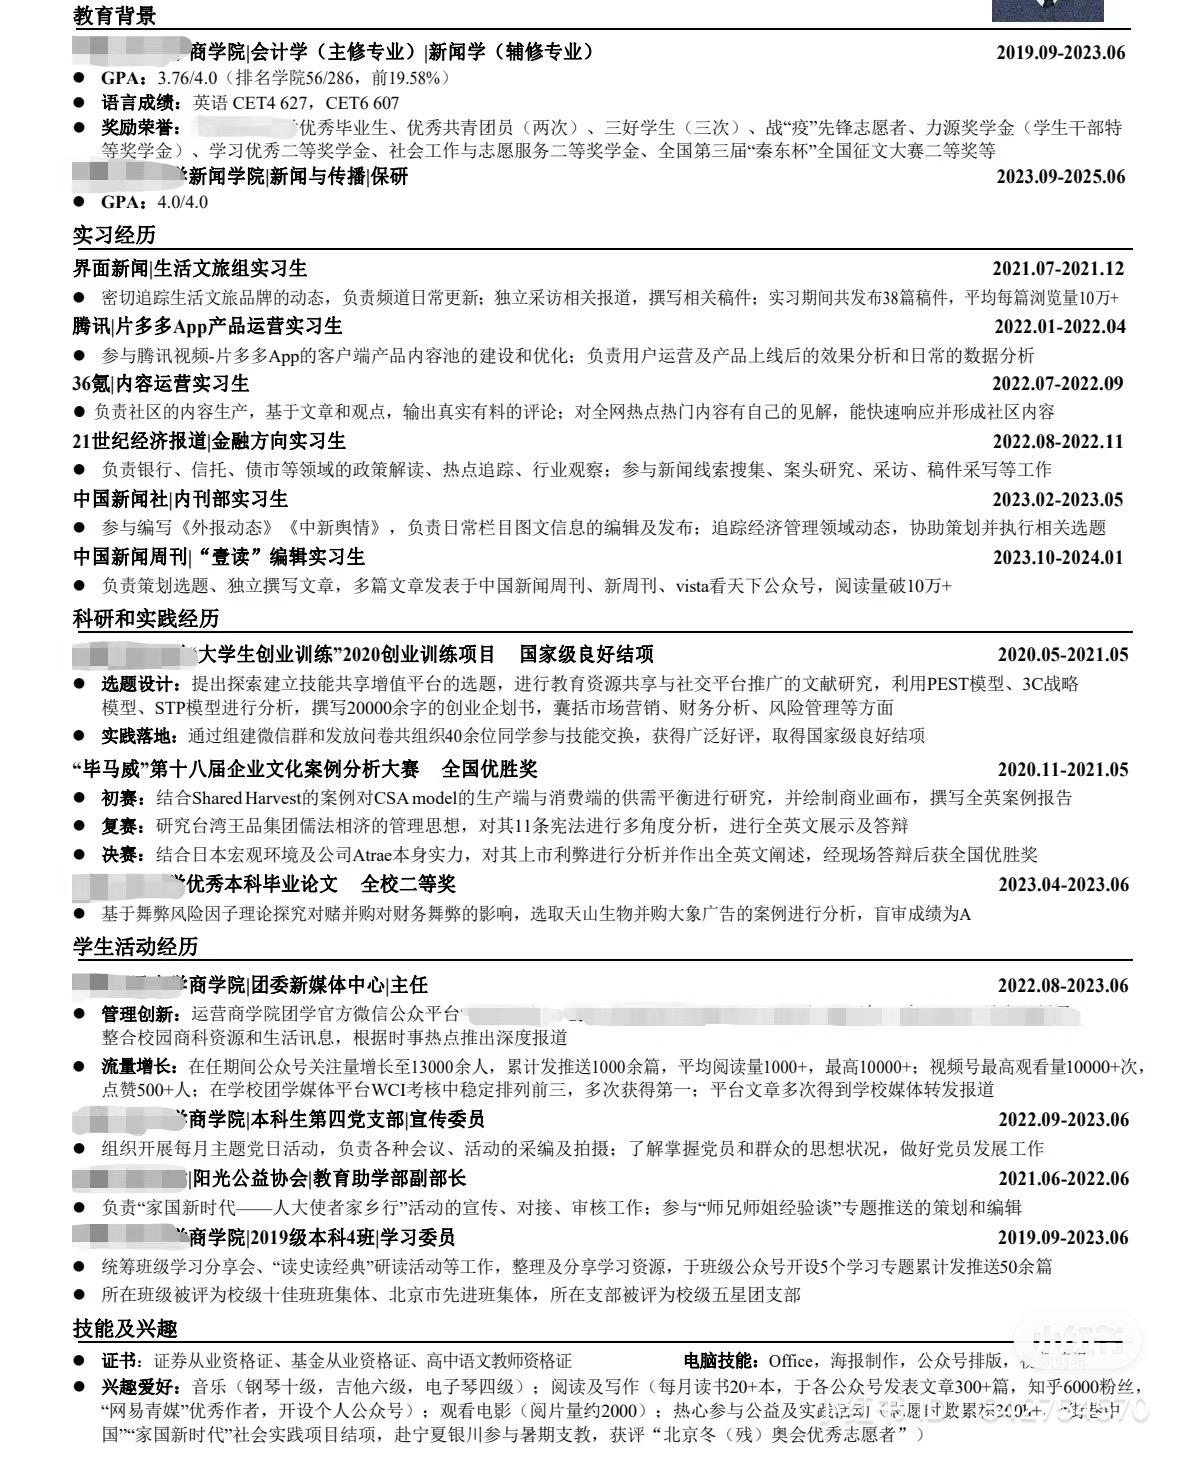 教育背景
商学院|会计学（主修专业）|新闻学（辅修专业） 2019.09-2023.06
● GPA：3.76/4.0（排名学院56/286，前19.58%）
● 语言成绩：英语 CET4 627，CET6 607
● 奖励荣誉： 优秀毕业生、优秀共青团员（两次）、三好学生（三次）、战“疫”先锋志愿者、力源奖学金（学生干部特
等奖学金）、学习优秀二等奖学金、社会工作与志愿服务二等奖学金、全国第三届“秦东杯”全国征文大赛二等奖等
新闻学院|新闻与传播|保研 2023.09-2025.06
● GPA：4.0/4.0
实习经历
界面新闻|生活文旅组实习生 2021.07-2021.12
● 密切追踪生活文旅品牌的动态，负责频道日常更新；独立采访相关报道，撰写相关稿件；实习期间共发布38篇稿件，平均每篇浏览量10万+
腾讯|片多多App产品运营实习生 2022.01-2022.04
● 参与腾讯视频-片多多App的客户端产品内容池的建设和优化；负责用户运营及产品上线后的效果分析和日常的数据分析
36氪|内容运营实习生 2022.07-2022.09
● 负责社区的内容生产，基于文章和观点，输出真实有料的评论；对全网热点热门内容有自己的见解，能快速响应并形成社区内容
21世纪经济报道|金融方向实习生 2022.08-2022.11
● 负责银行、信托、债市等领域的政策解读、热点追踪、行业观察；参与新闻线索搜集、案头研究、采访、稿件采写等工作
中国新闻社|内刊部实习生 2023.02-2023.05
● 参与编写《外报动态》《中新舆情》，负责日常栏目图文信息的编辑及发布；追踪经济管理领域动态，协助策划并执行相关选题
中国新闻周刊|“壹读”编辑实习生 2023.10-2024.01
● 负责策划选题、独立撰写文章，多篇文章发表于中国新闻周刊、新周刊、vista看天下公众号，阅读量破10万+
科研和实践经历
“大学生创业训练”2020创业训练项目 国家级良好结项 2020.05-2021.05
● 选题设计：提出探索建立技能共享增值平台的选题，进行教育资源共享与社交平台推广的文献研究，利用PEST模型、3C战略
模型、STP模型进行分析，撰写20000余字的创业企划书，囊括市场营销、财务分析、风险管理等方面
● 实践落地：通过组建微信群和发放问卷共组织40余位同学参与技能交换，获得广泛好评，取得国家级良好结项
“毕马威”第十八届企业文化案例分析大赛 全国优胜奖 2020.11-2021.05
● 初赛：结合Shared Harvest的案例对CSA model的生产端与消费端的供需平衡进行研究，并绘制商业画布，撰写全英案例报告
● 复赛：研究台湾王品集团儒法相济的管理思想，对其11条宪法进行多角度分析，进行全英文展示及答辩
● 决赛：结合日本宏观环境及公司Atrae本身实力，对其上市利弊进行分析并作出全英文阐述，经现场答辩后获全国优胜奖
优秀本科毕业论文 全校二等奖 2023.04-2023.06
● 基于舞弊风险因子理论探究对赌并购对财务舞弊的影响，选取天山生物并购大象广告的案例进行分析，盲审成绩为A
学生活动经历
商学院|团委新媒体中心|主任 2022.08-2023.06
● 管理创新：运营商学院团学官方微信公众平台
整合校园商科资源和生活讯息，根据时事热点推出深度报道
● 流量增长：在任期间公众号关注量增长至13000余人，累计发推送1000余篇，平均阅读量1000+，最高10000+；视频号最高观看量10000+次，
点赞500+人；在学校团学媒体平台WCI考核中稳定排列前三，多次获得第一；平台文章多次得到学校媒体转发报道
商学院|本科生第四党支部|宣传委员 2022.09-2023.06
● 组织开展每月主题党日活动，负责各种会议、活动的采编及拍摄；了解掌握党员和群众的思想状况，做好党员发展工作
|阳光公益协会|教育助学部副部长 2021.06-2022.06
● 负责“家国新时代——人大使者家乡行”活动的宣传、对接、审核工作；参与“师兄师姐经验谈”专题推送的策划和编辑
商学院|2019级本科4班|学习委员 2019.09-2023.06
● 统筹班级学习分享会、“读史读经典”研读活动等工作，整理及分享学习资源，于班级公众号开设5个学习专题累计发推送50余篇
● 所在班级被评为校级十佳班班集体、北京市先进班集体，所在支部被评为校级五星团支部
技能及兴趣
● 证书：证券从业资格证、基金从业资格证、高中语文教师资格证 电脑技能：Office，海报制作，公众号排版，
● 兴趣爱好：音乐（钢琴十级，吉他六级，电子琴四级）；阅读及写作（每月读书20+本，于各公众号发表文章300+篇，知乎6000粉丝，
“网易青媒”优秀作者，开设个人公众号）；观看电影（阅片量约2000）；热心参与公益及实践活动
国”“家国新时代”社会实践项目结项，赴宁夏银川参与暑期支教，获评“北京冬（残）奥会优秀志愿者”）
小红书